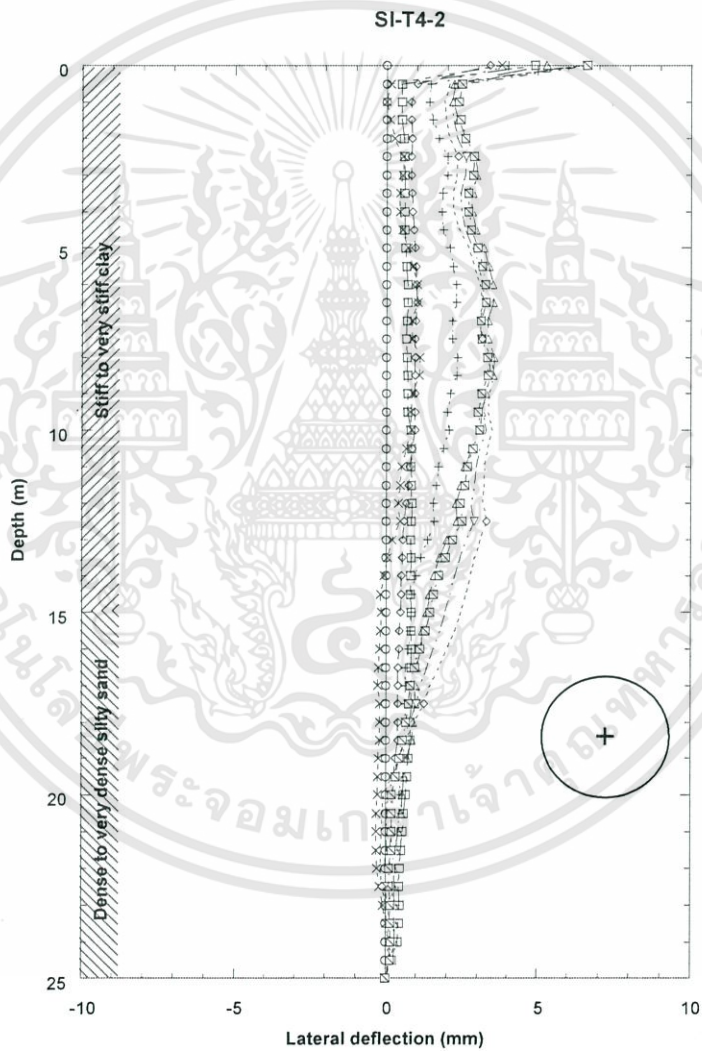 SI-T4-2
0
5
10
15
20
25
Depth (m)
Stiff to very stiff clay
Dense to very dense silty sand
-10
-5
0
5
10
Lateral deflection (mm)